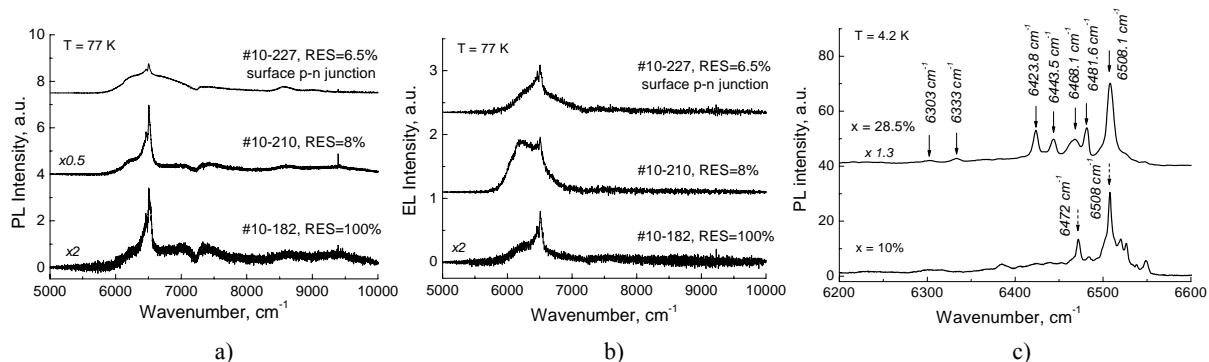 T = 77 K
#10-227, RES=6.5%
surface p-n junction
#10-210, RES=8%
x0.5
#10-182, RES=100%
x2
PL Intensity, a.u.
8
6
4
2
0
5000 6000 7000 8000 9000 10000
Wavenumber, cm-1
a)
T = 77 K
#10-227, RES=6.5%
surface p-n junction
#10-210, RES=8%
#10-182, RES=100%
x2
EL Intensity, a.u.
3
2
1
0
5000 6000 7000 8000 9000 10000
Wavenumber, cm-1
b)
T = 4.2 K
6303 cm-1
6333 cm-1
6423.8 cm-1
6443.5 cm-1
6468.1 cm-1
6481.6 cm-1
6508.1 cm-1
x = 28.5%
x 1.3
6472 cm-1
6508 cm-1
x = 10%
PL intensity, a.u.
80
60
40
20
0
6200 6300 6400 6500 6600
Wavenumber, cm-1
c)